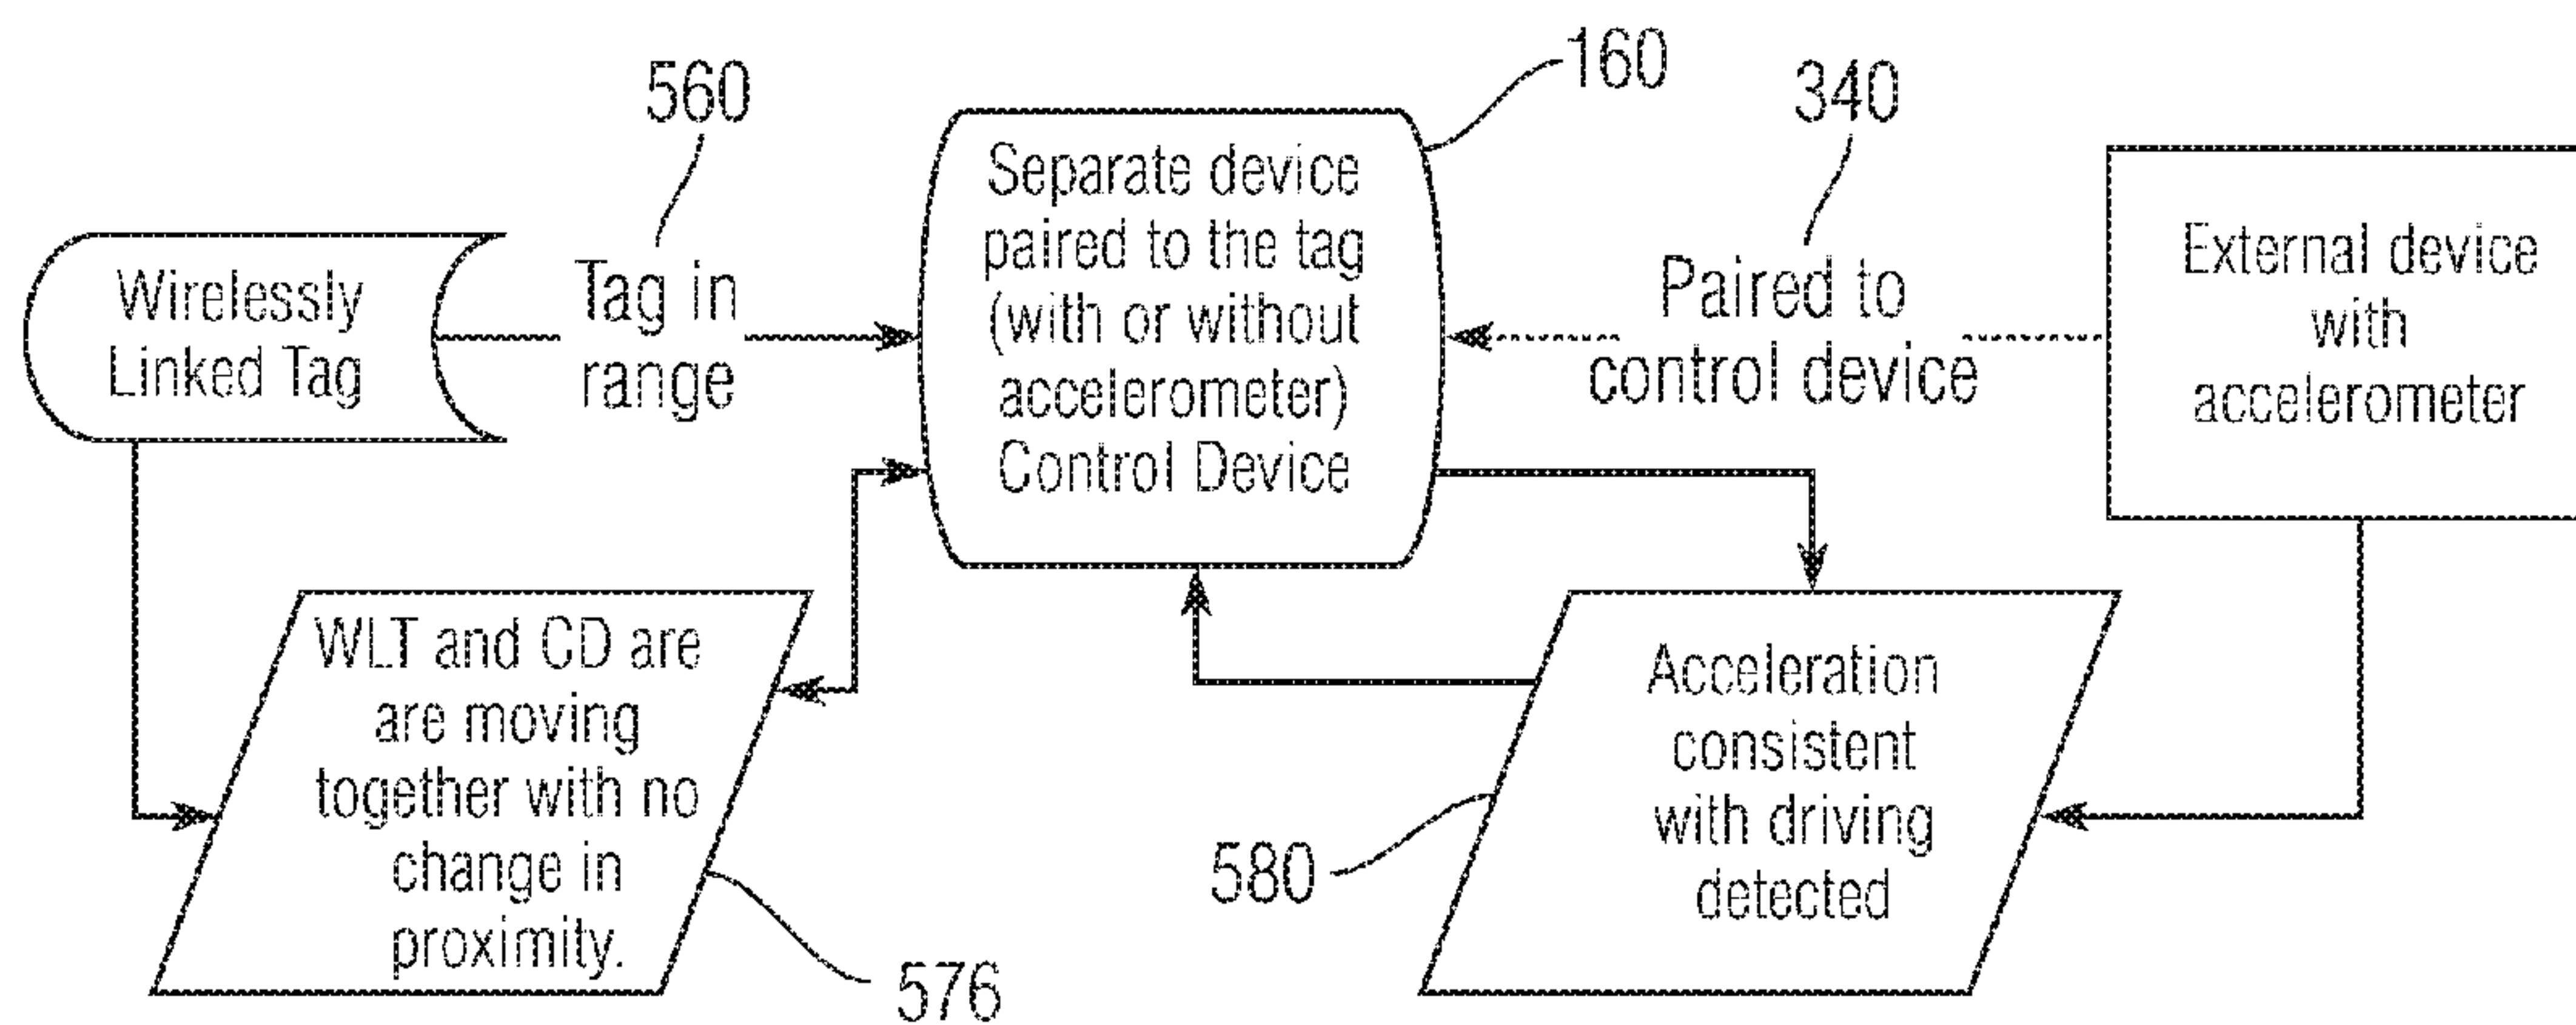 560
160
340
Wirelessly
Linked Tag
Tag in
range
Separate device
paired to the tag
(with or without
accelerometer)
Control Device
Paired to
control device
External device
with
accelerometer
WLT and CD are
are moving
together with no
change in
proximity.
576
580
Acceleration
consistent
with driving
detected